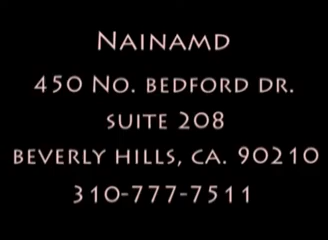 NAINAMD
450 NO. BEDFORD DR.
SUITE 208
BEVERLY HILLS, CA. 90210
310-777-7511